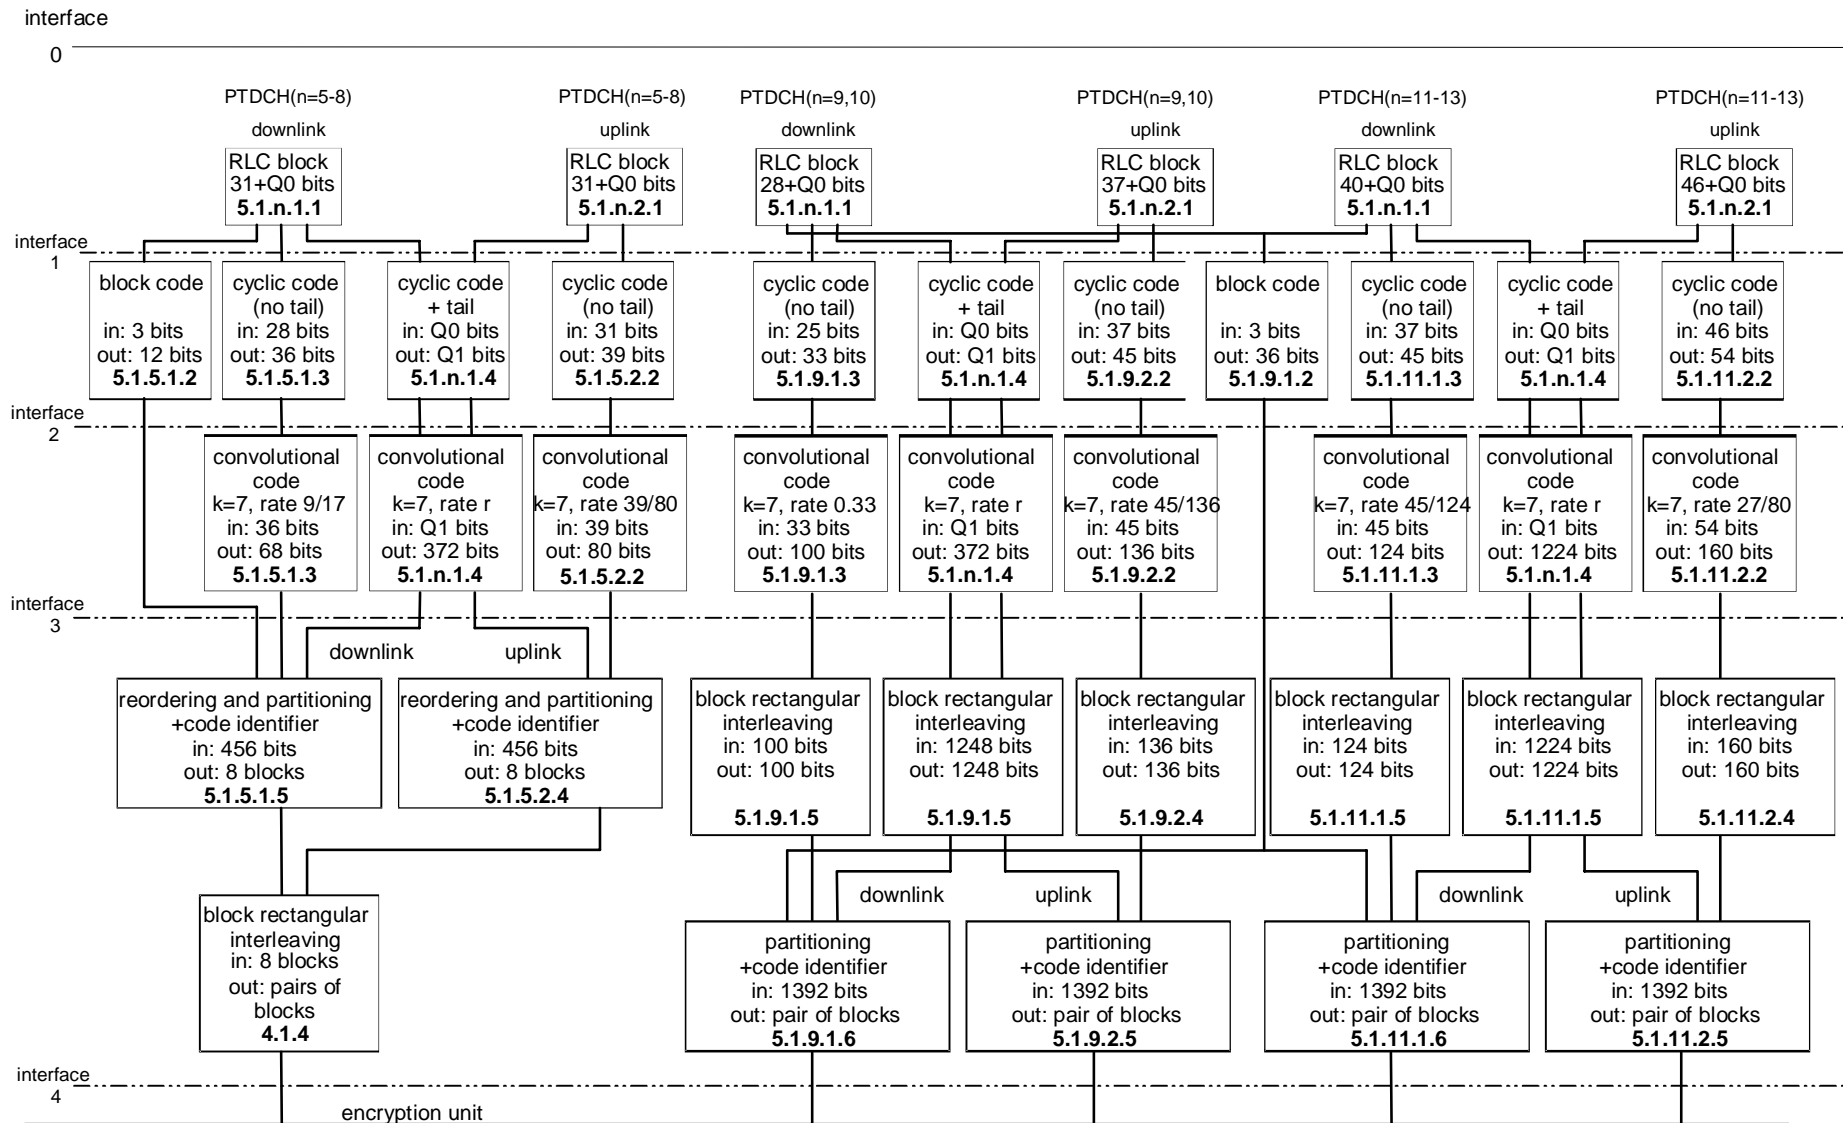 interface
0
PTDCH(n=5-8)
downlink
PTDCH(n=5-8)
uplink
PTDCH(n=9,10)
downlink
PTDCH(n=9,10)
uplink
PTDCH(n=11-13)
downlink
PTDCH(n=11-13)
uplink
RLC block
31+Q0 bits
5.1.n.1.1
RLC block
31+Q0 bits
5.1.n.2.1
RLC block
28+Q0 bits
5.1.n.1.1
RLC block
37+Q0 bits
5.1.n.2.1
RLC block
40+Q0 bits
5.1.n.1.1
RLC block
46+Q0 bits
5.1.n.2.1
interface
1
block code
in: 3 bits
out: 12 bits
5.1.5.1.2
cyclic code
(no tail)
in: 28 bits
out: 36 bits
5.1.5.1.3
cyclic code
+ tail
in: Q0 bits
out: Q1 bits
5.1.n.1.4
cyclic code
(no tail)
in: 31 bits
out: 39 bits
5.1.5.2.2
cyclic code
(no tail)
in: 25 bits
out: 33 bits
5.1.9.1.3
cyclic code
+ tail
in: Q0 bits
out: Q1 bits
5.1.n.1.4
cyclic code
(no tail)
in: 37 bits
out: 45 bits
5.1.9.2.2
block code
in: 3 bits
out: 36 bits
5.1.9.1.2
cyclic code
(no tail)
in: 37 bits
out: 45 bits
5.1.11.1.3
cyclic code
+ tail
in: Q0 bits
out: Q1 bits
5.1.n.1.4
cyclic code
(no tail)
in: 46 bits
out: 54 bits
5.1.11.2.2
interface
2
convolutional
code
k=7, rate 9/17
in: 36 bits
out: 68 bits
5.1.5.1.3
convolutional
code
k=7, rate r
in: Q1 bits
out: 372 bits
5.1.n.1.4
convolutional
code
k=7, rate 39/80
in: 39 bits
out: 80 bits
5.1.5.2.2
convolutional
code
k=7, rate 0.33
in: 33 bits
out: 100 bits
5.1.9.1.3
convolutional
code
k=7, rate r
in: Q1 bits
out: 372 bits
5.1.n.1.4
convolutional
code
k=7, rate 45/136
in: 45 bits
out: 136 bits
5.1.9.2.2
convolutional
code
k=7, rate 45/124
in: 45 bits
out: 124 bits
5.1.11.1.3
convolutional
code
k=7, rate r
in: Q1 bits
out: 1224 bits
5.1.n.1.4
convolutional
code
k=7, rate 27/80
in: 54 bits
out: 160 bits
5.1.11.2.2
interface
3
downlink
uplink
reordering and partitioning
+code identifier
in: 456 bits
out: 8 blocks
5.1.5.1.5
reordering and partitioning
+code identifier
in: 456 bits
out: 8 blocks
5.1.5.2.4
block rectangular
interleaving
in: 100 bits
out: 100 bits
5.1.9.1.5
block rectangular
interleaving
in: 1248 bits
out: 1248 bits
5.1.9.1.5
block rectangular
interleaving
in: 136 bits
out: 136 bits
5.1.9.2.4
block rectangular
interleaving
in: 124 bits
out: 124 bits
5.1.11.1.5
block rectangular
interleaving
in: 1224 bits
out: 1224 bits
5.1.11.1.5
block rectangular
interleaving
in: 160 bits
out: 160 bits
5.1.11.2.4
downlink
uplink
downlink
uplink
block rectangular
interleaving
in: 8 blocks
out: pairs of
blocks
4.1.4
partitioning
+code identifier
in: 1392 bits
out: pair of blocks
5.1.9.1.6
partitioning
+code identifier
in: 1392 bits
out: pair of blocks
5.1.9.2.5
partitioning
+code identifier
in: 1392 bits
out: pair of blocks
5.1.11.1.6
partitioning
+code identifier
in: 1392 bits
out: pair of blocks
5.1.11.2.5
interface
4
encryption unit